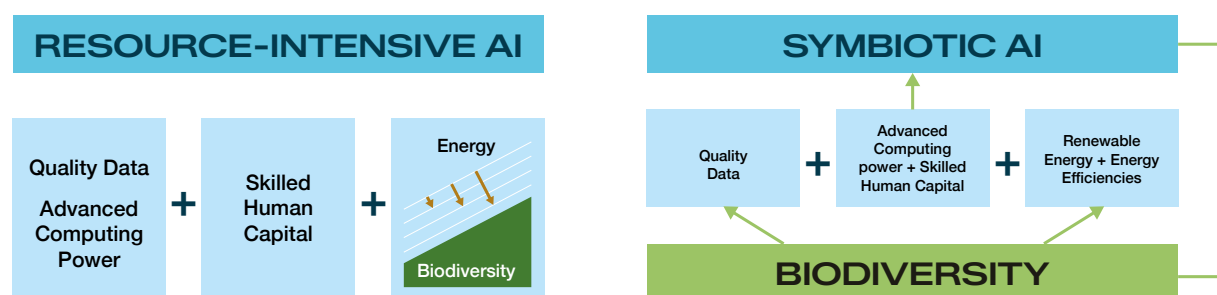 RESOURCE-INTENSIVE AI
Quality Data
Advanced
Computing
Power
+
Skilled
Human
Capital
+
Energy
Biodiversity
SYMBIOTIC AI
Quality
Data
+
Advanced
Computing
power + Skilled
Human Capital
+
Renewable
Energy + Energy
Efficiencies
BIODIVERSITY